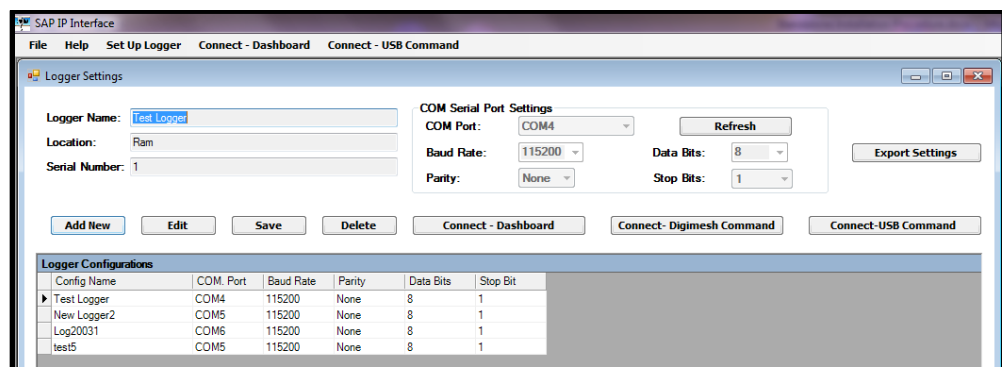 SAP IP Interface
File Help Set Up Logger Connect - Dashboard Connect - USB Command
Logger Settings
Logger Name: Test Logger
Location: Ram
Serial Number: 1
COM Serial Port Settings
COM Port: COM4 Refresh
Baud Rate: 115200 Data Bits: 8
Parity: None Stop Bits: 1
Export Settings
Add New Edit Save Delete Connect - Dashboard Connect- Digimesh Command Connect-USB Command
Logger Configurations
Config Name COM. Port Baud Rate Parity Data Bits Stop Bit
Test Logger COM4 115200 None 8 1
New Logger2 COM5 115200 None 8 1
Log20031 COM6 115200 None 8 1
test5 COM5 115200 None 8 1